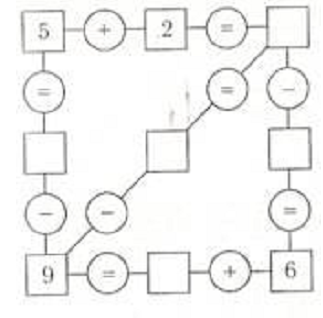 5 + 2 =
= = −
− − =
9 = + 6